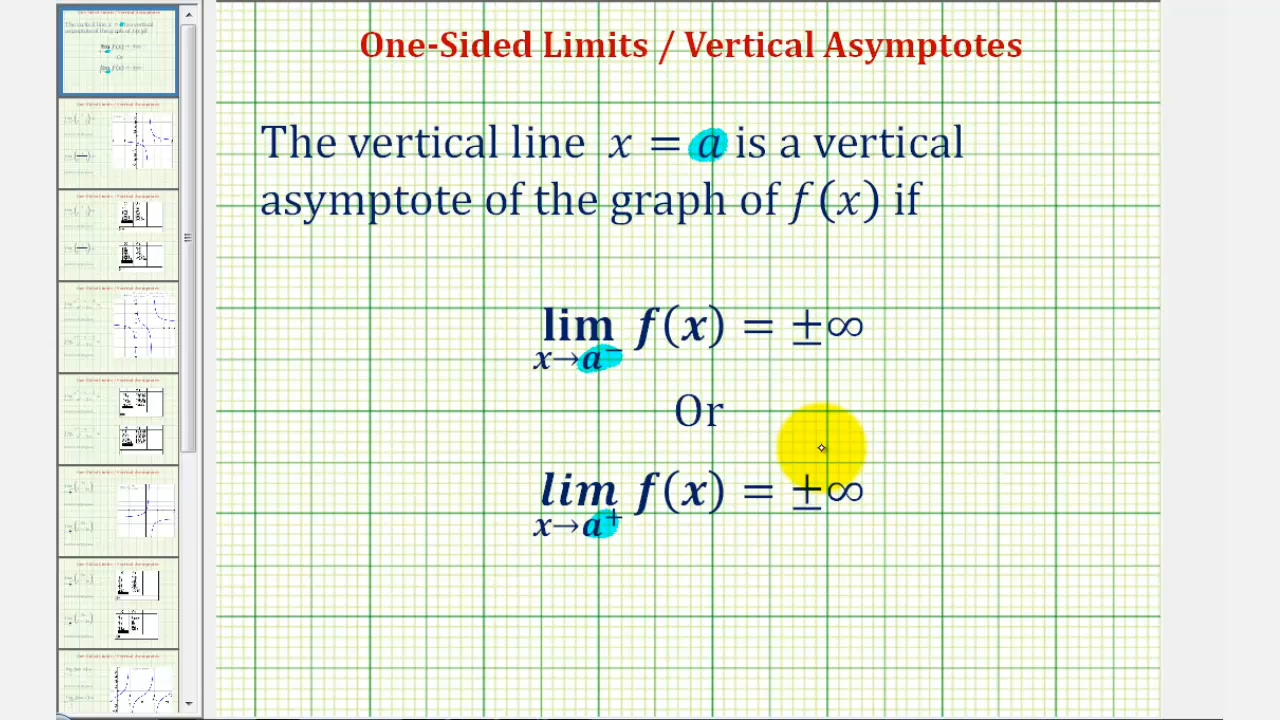 One-Sided Limits / Vertical Asymptotes
The vertical line x = a is a vertical
asymptote of the graph of f(x) if
lim f(x) = ±∞
x→a⁻
Or
lim f(x) = ±∞
x→a⁺